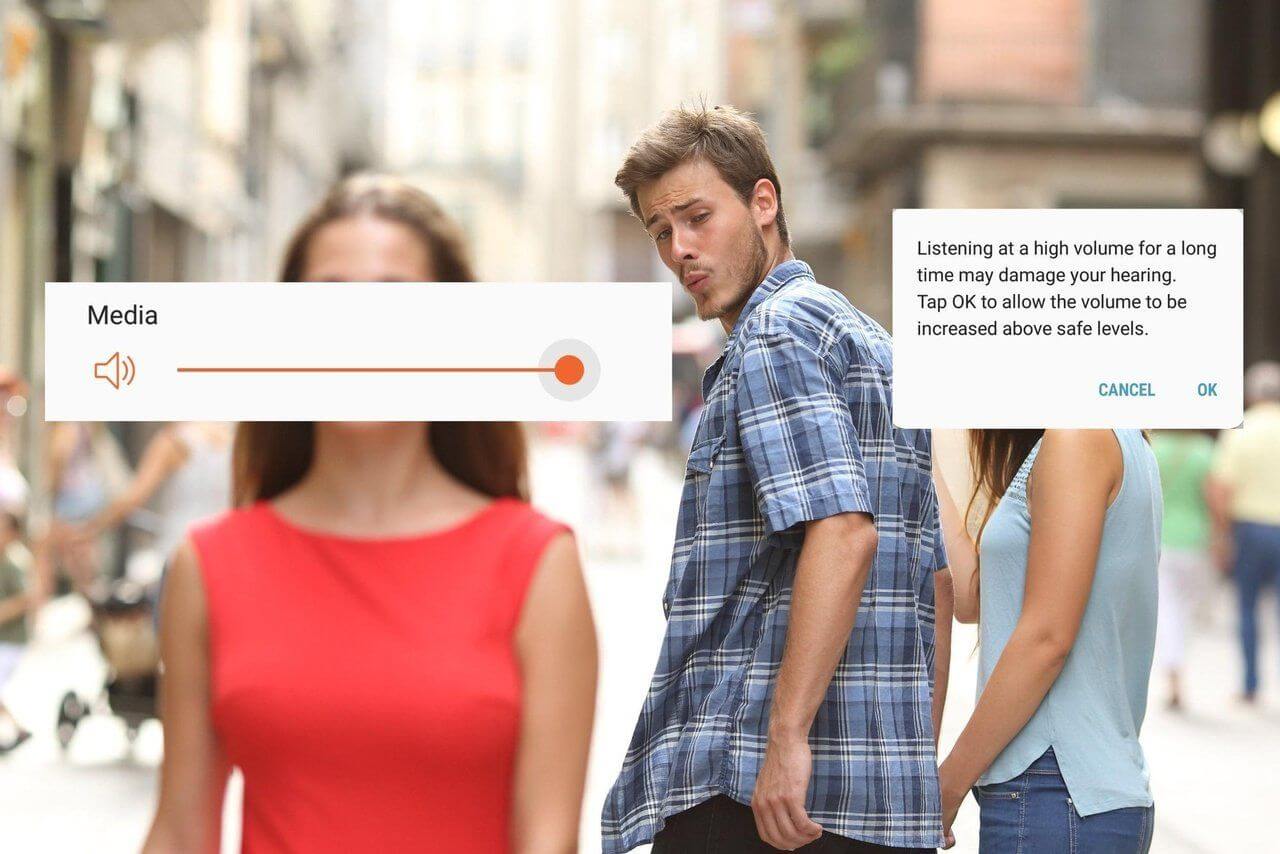 Media
Listening at a high volume for a long
time may damage your hearing.
Tap OK to allow the volume to be
increased above safe levels.
CANCEL OK